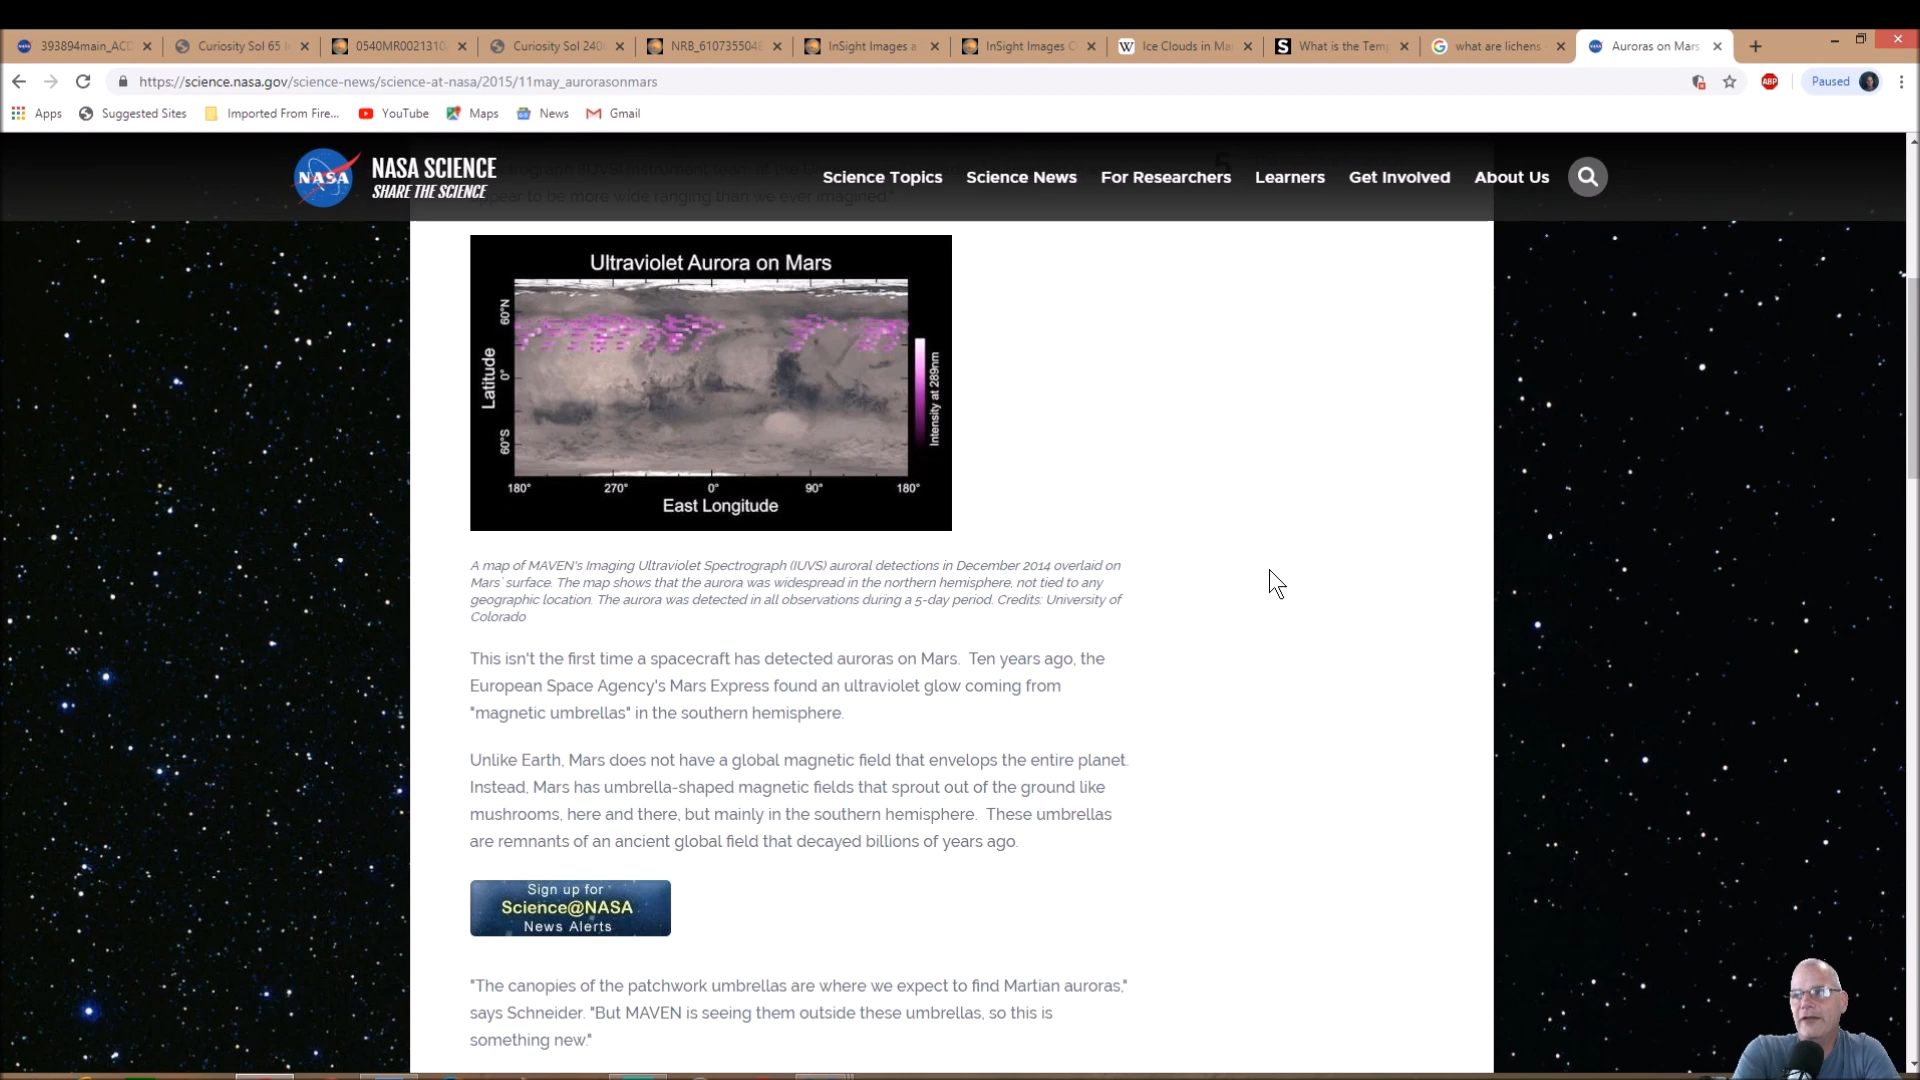 393894main_ACD
Curiosity Sol 65 I
0540MR0021310
Curiosity Sol 240
NRB_610735504
InSight Images a
InSight Images C
Ice Clouds in Ma
What is the Temp
what are lichens -
Auroras on Mars
https://science.nasa.gov/science-news/science-at-nasa/2015/11may_aurorasonmars
ABP
Paused
Apps
Suggested Sites
Imported From Fire...
YouTube
Maps
News
Gmail
NASA
NASA SCIENCE
SHARE THE SCIENCE
Science Topics
Science News
For Researchers
Learners
Get Involved
About Us
appear to be more wide ranging than we ever imagined."
Ultraviolet Aurora on Mars
60°N
0°
60°S
Latitude
180°
270°
0°
90°
180°
East Longitude
Intensity at 289nm
A map of MAVEN's Imaging Ultraviolet Spectrograph (IUVS) auroral detections in December 2014 overlaid on
Mars' surface. The map shows that the aurora was widespread in the northern hemisphere, not tied to any
geographic location. The aurora was detected in all observations during a 5-day period. Credits: University of
Colorado
This isn't the first time a spacecraft has detected auroras on Mars.  Ten years ago, the
European Space Agency's Mars Express found an ultraviolet glow coming from
"magnetic umbrellas" in the southern hemisphere.
Unlike Earth, Mars does not have a global magnetic field that envelops the entire planet.
Instead, Mars has umbrella-shaped magnetic fields that sprout out of the ground like
mushrooms, here and there, but mainly in the southern hemisphere.  These umbrellas
are remnants of an ancient global field that decayed billions of years ago.
Sign up for
Science@NASA
News Alerts
"The canopies of the patchwork umbrellas are where we expect to find Martian auroras,"
says Schneider. "But MAVEN is seeing them outside these umbrellas, so this is
something new."